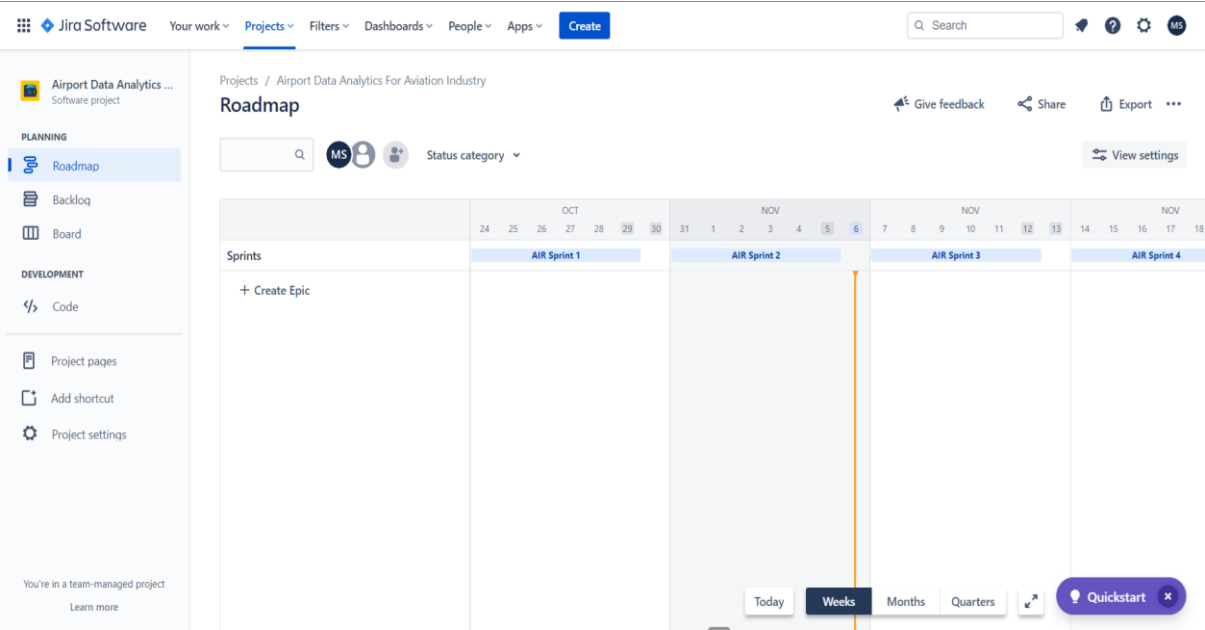 Jira Software Your work Projects Filters Dashboards People Apps Create Search MS
Airport Data Analytics ...
Software project
PLANNING
Roadmap
Backlog
Board
DEVELOPMENT
Code
Project pages
Add shortcut
Project settings
You're in a team-managed project
Learn more
Projects / Airport Data Analytics For Aviation Industry
Roadmap
Give feedback Share Export
MS Status category View settings
OCT NOV NOV NOV
24 25 26 27 28 29 30 31 1 2 3 4 5 6 7 8 9 10 11 12 13 14 15 16 17 18
Sprints AIR Sprint 1 AIR Sprint 2 AIR Sprint 3 AIR Sprint 4
+ Create Epic
Today Weeks Months Quarters Quickstart